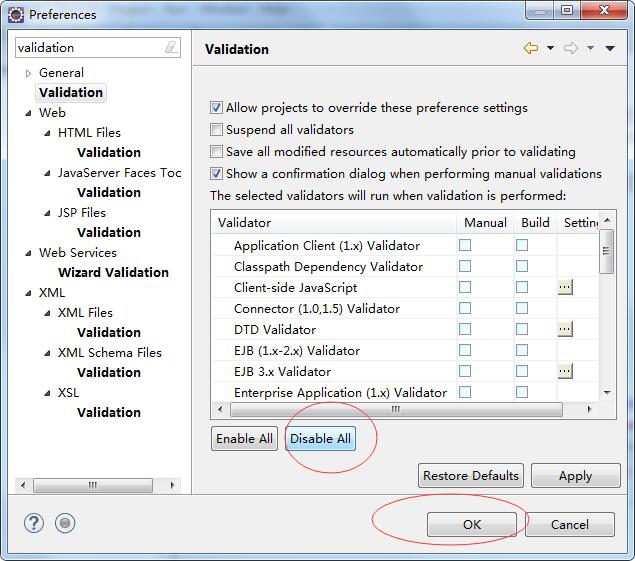 Preferences
validation
General
Validation
Web
HTML Files
Validation
JavaServer Faces Toc
Validation
JSP Files
Validation
Web Services
Wizard Validation
XML
XML Files
Validation
XML Schema Files
Validation
XSL
Validation
Validation
Allow projects to override these preference settings
Suspend all validators
Save all modified resources automatically prior to validating
Show a confirmation dialog when performing manual validations
The selected validators will run when validation is performed:
Validator Manual Build Setting
Application Client (1.x) Validator
Classpath Dependency Validator
Client-side JavaScript
Connector (1.0,1.5) Validator
DTD Validator
EJB (1.x-2.x) Validator
EJB 3.x Validator
Enterprise Application (1.x) Validator
Enable All Disable All
Restore Defaults Apply
OK Cancel